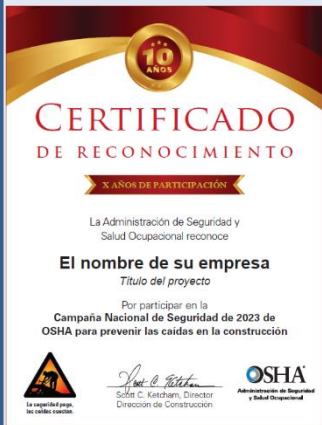 10
AÑOS
CERTIFICADO
DE RECONOCIMIENTO
X AÑOS DE PARTICIPACIÓN
La Administración de Seguridad y
Salud Ocupacional reconoce
El nombre de su empresa
Título del proyecto
Por participar en la
Campaña Nacional de Seguridad de 2023 de
OSHA para prevenir las caídas en la construcción
La seguridad paga,
las caídas cuestan.
Scott C. Ketcham, Director
Dirección de Construcción
OSHA
Administración de Seguridad
y Salud Ocupacional